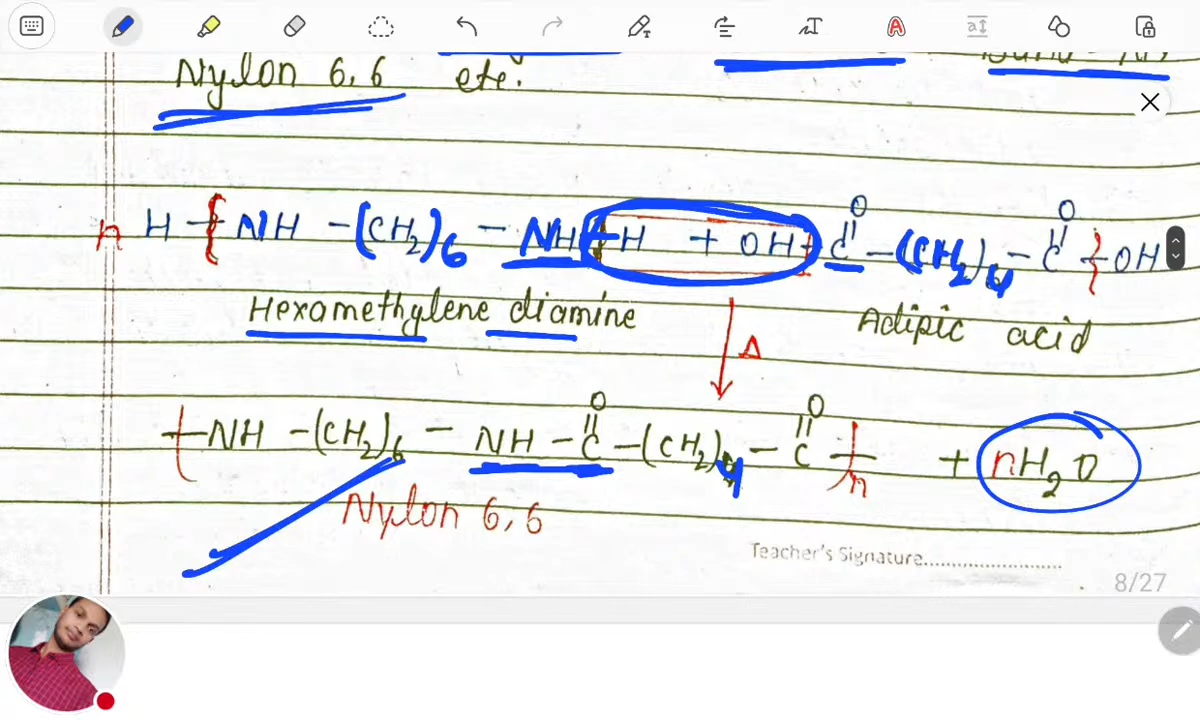 Nylon 6,6 etc.
O O
n H { NH - (CH2)6 - NH + H + OH + C - (CH2)4 - C } OH
Hexamethylene diamine Adipic acid
Δ
O O
( NH - (CH2)6 - NH - C - (CH2)4 - C )n + nH2O
Nylon 6,6
Teacher's Signature........................
8/27